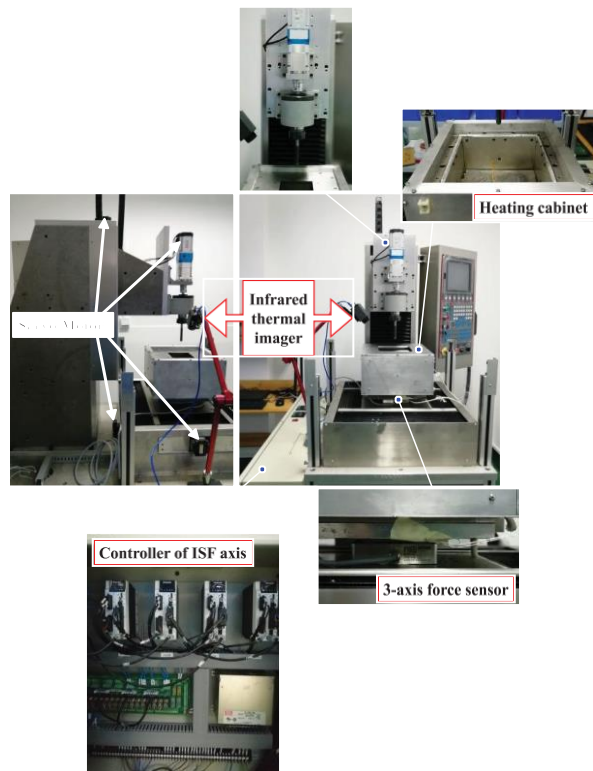 Heating cabinet
Infrared
thermal
imager
Servo Motor
Controller of ISF axis
3-axis force sensor